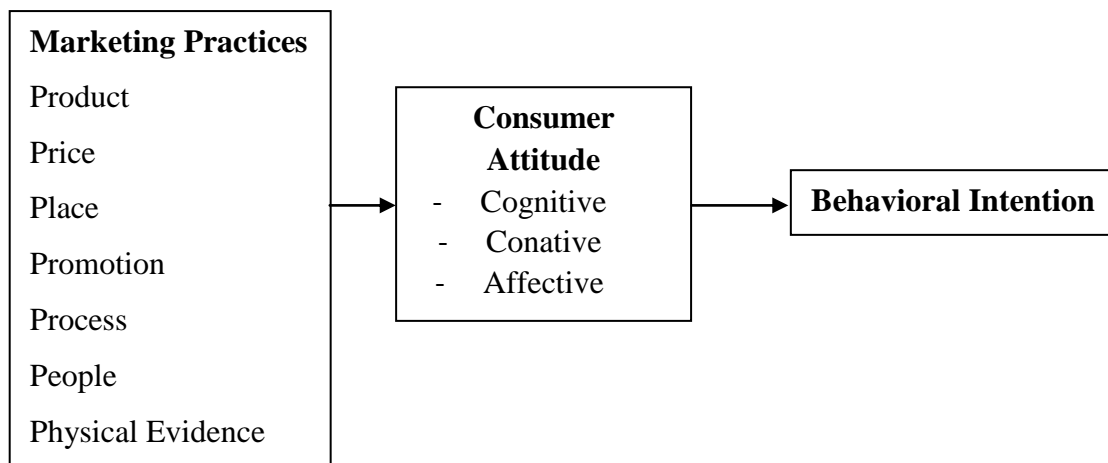 Marketing Practices
Product
Price
Place
Promotion
Process
People
Physical Evidence
Consumer
Attitude
- Cognitive
- Conative
- Affective
Behavioral Intention